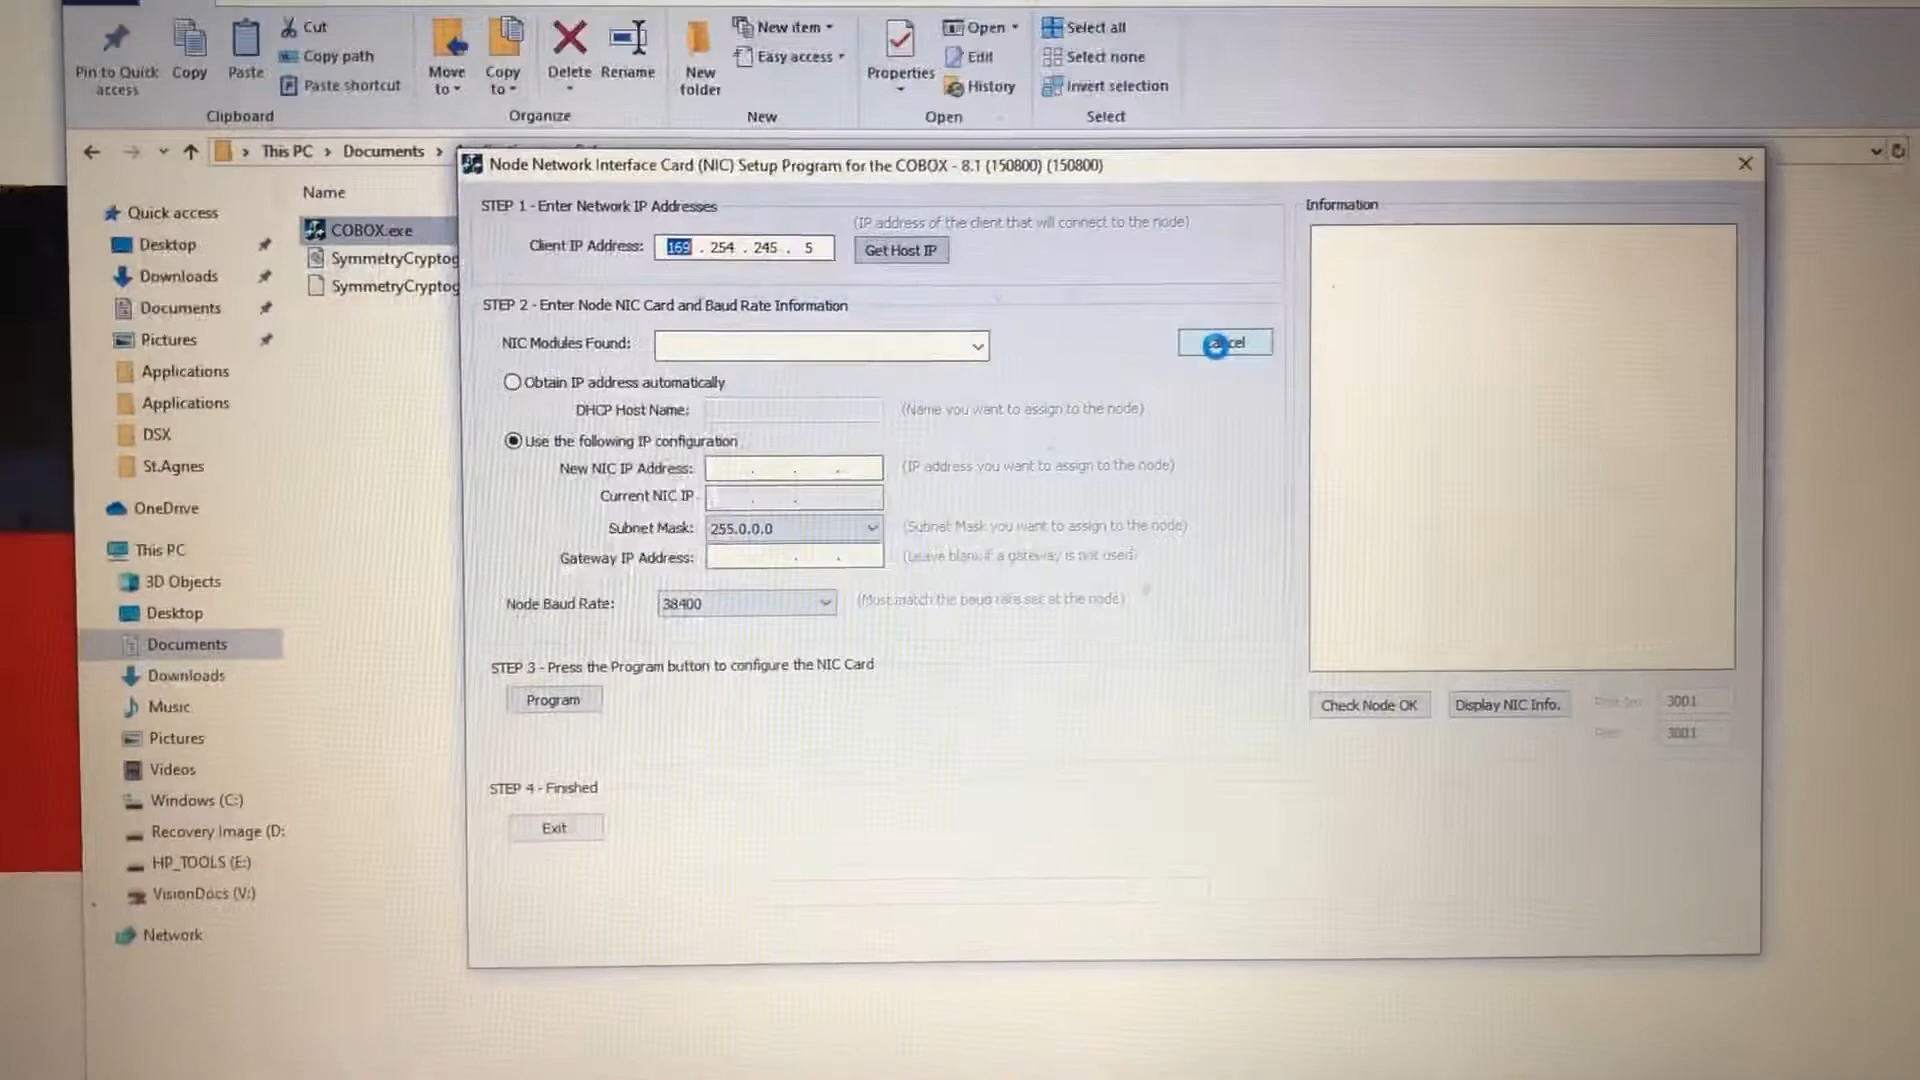 Pin to Quick access
Copy
Paste
Cut
Copy path
Paste shortcut
Clipboard
Move to
Copy to
Delete
Rename
Organize
New folder
New item
Easy access
New
Properties
Open
Edit
History
Open
Select all
Select none
Invert selection
Select
This PC > Documents >
Name
COBOX.exe
SymmetryCryptog
SymmetryCryptog
Quick access
Desktop
Downloads
Documents
Pictures
Applications
Applications
DSX
St.Agnes
OneDrive
This PC
3D Objects
Desktop
Documents
Downloads
Music
Pictures
Videos
Windows (C:)
Recovery Image (D:
HP_TOOLS (E:)
VisionDocs (V:)
Network
Node Network Interface Card (NIC) Setup Program for the COBOX - 8.1 (150800) (150800)
STEP 1 - Enter Network IP Addresses
(IP address of the client that will connect to the node)
Client IP Address: 169 . 254 . 245 . 5
Get Host IP
STEP 2 - Enter Node NIC Card and Baud Rate Information
NIC Modules Found:
Obtain IP address automatically
DHCP Host Name: (Name you want to assign to the node)
Use the following IP configuration
New NIC IP Address: . . . (IP address you want to assign to the node)
Current NIC IP . .
Subnet Mask: 255.0.0.0 (Subnet Mask you want to assign to the node)
Gateway IP Address: . . (Leave blank if a gateway is not used)
Node Baud Rate: 38400 (Must match the baud rate set at the node)
STEP 3 - Press the Program button to configure the NIC Card
Program
STEP 4 - Finished
Exit
Information
Check Node OK
Display NIC Info.
3001
3001